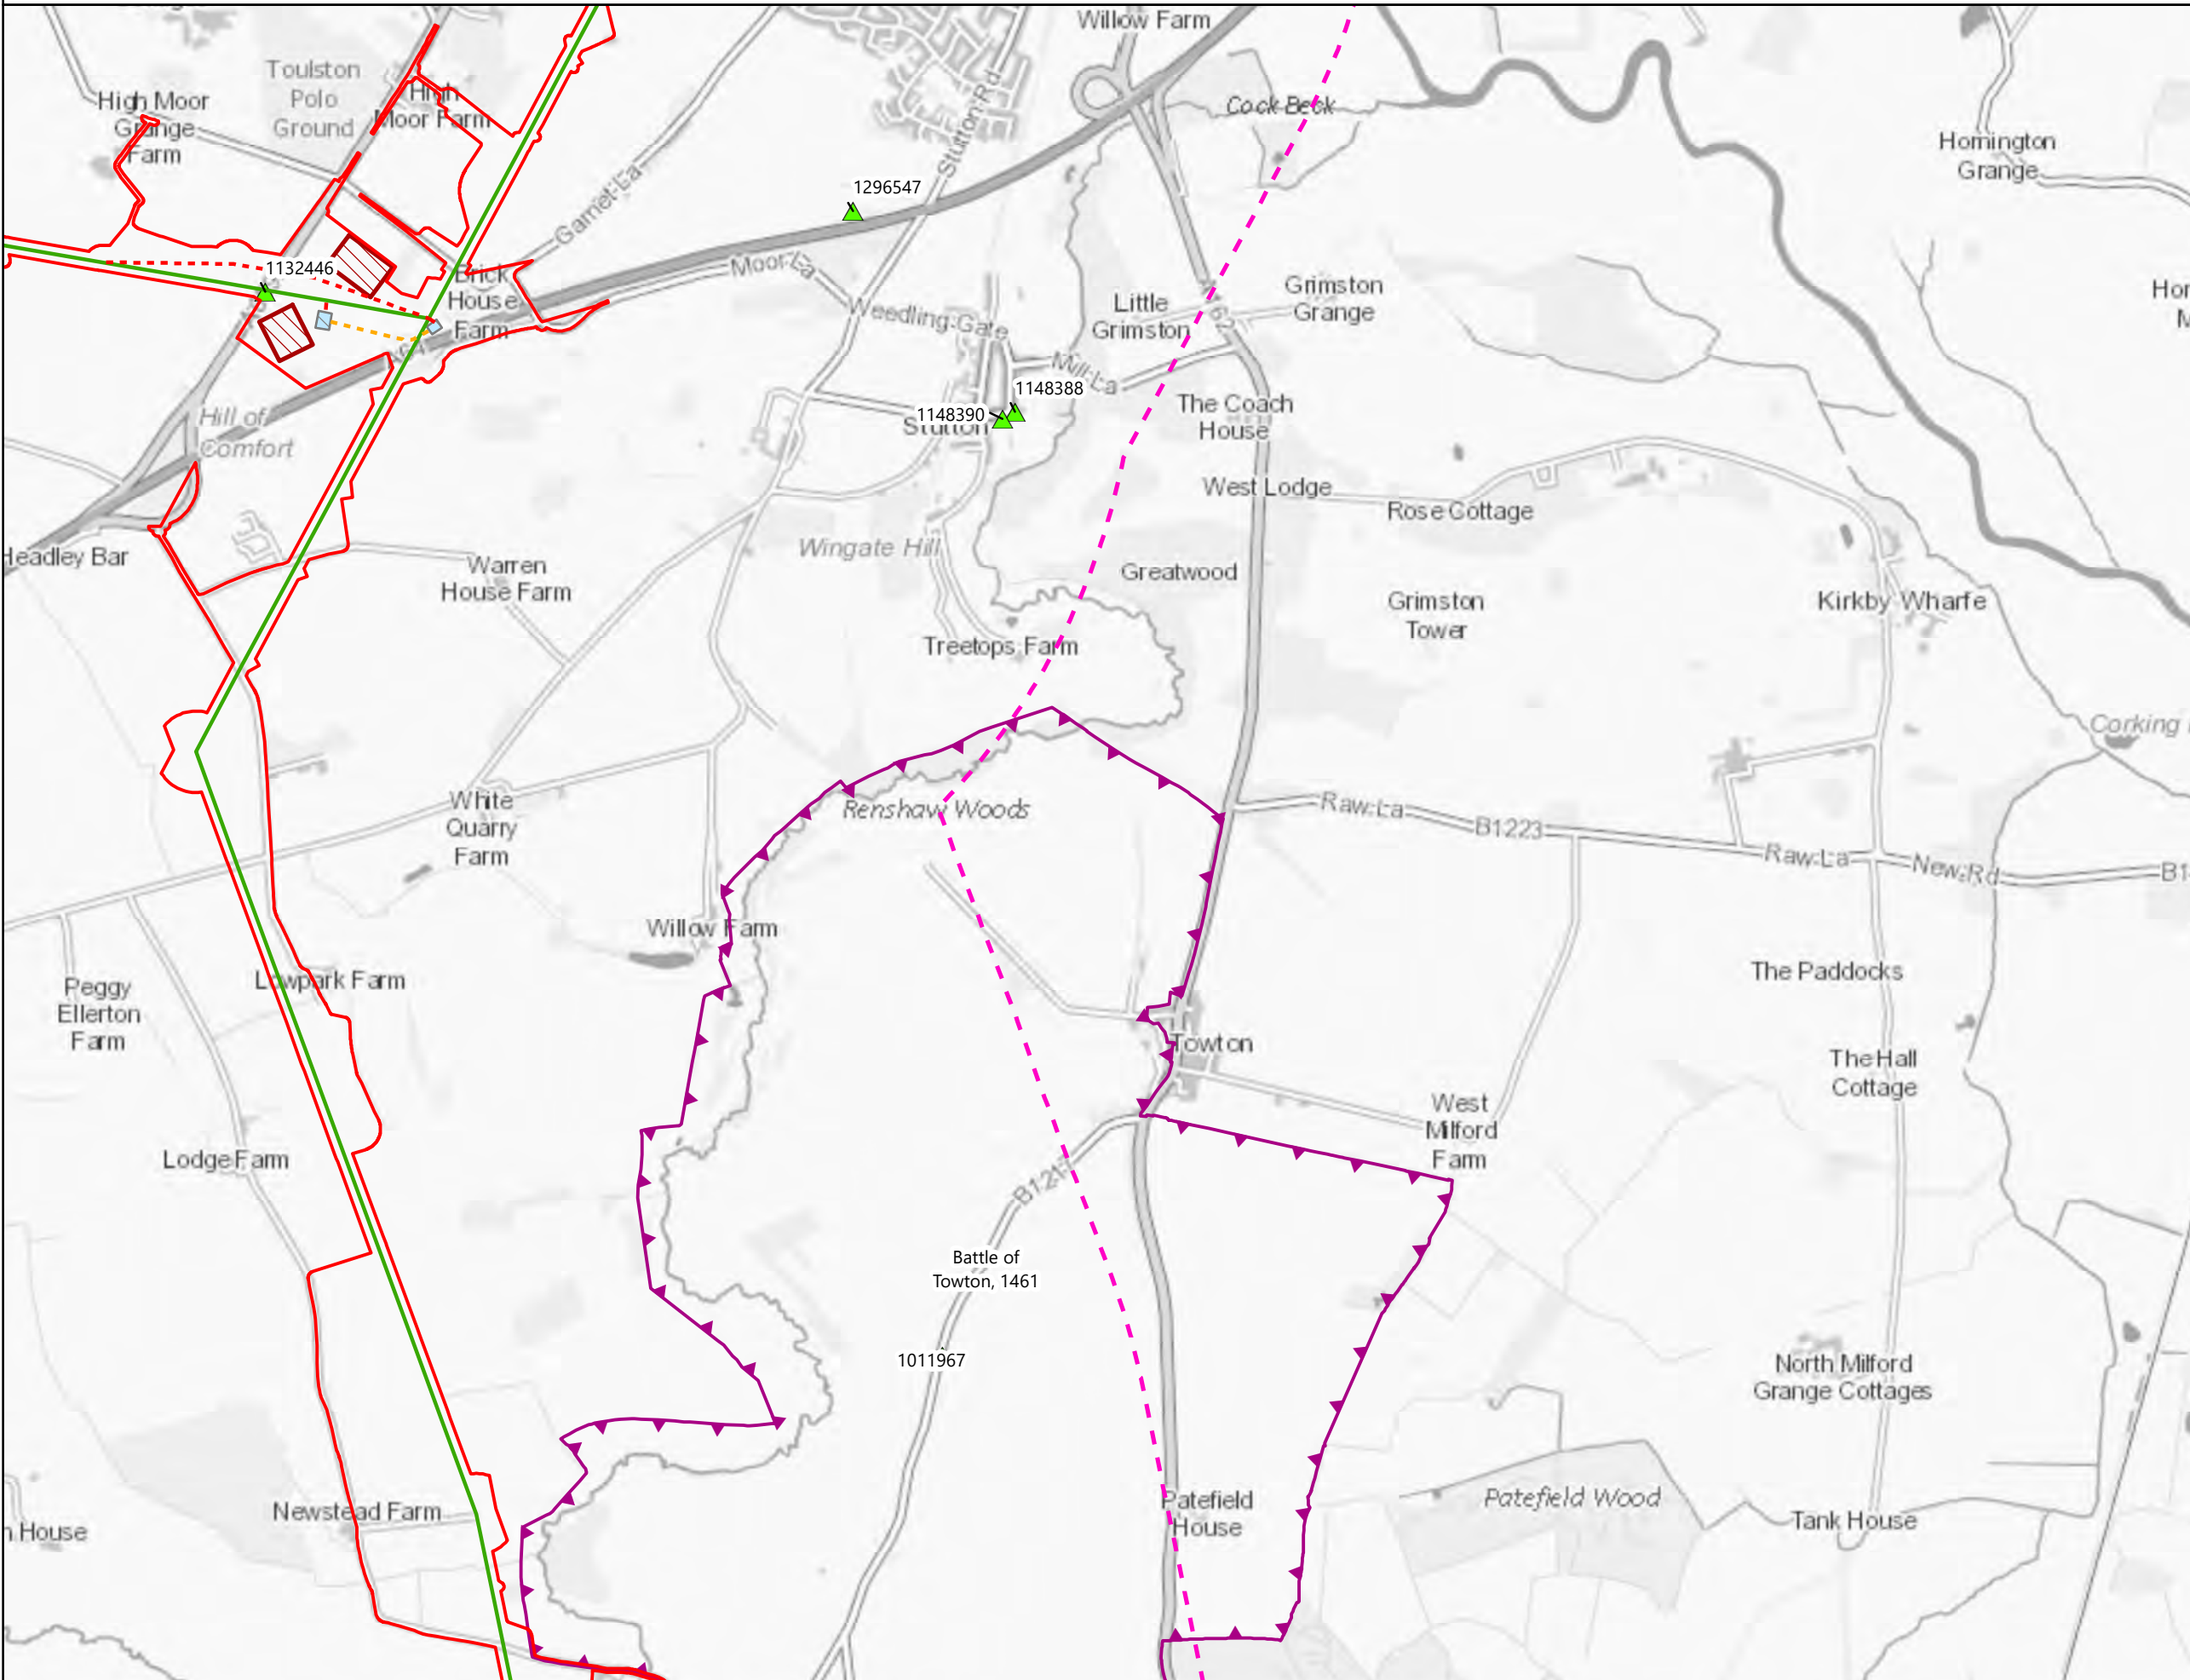 Willow Farm
Toulston
Polo
Ground
High Moor
Grange
Farm
High
Moor Farm
Cock Beck
Hornington
Grange
Stutton Rd
Garnet La
1296547
1132446
Brick
House
Farm
Moor La
Weedling Gate
Little
Grimston
Grimston
Grange
Mill La
1148388
1148390
Stutton
The Coach
House
Hill of
Comfort
West Lodge
Rose Cottage
Headley Bar
Warren
House Farm
Wingate Hill
Greatwood
Grimston
Tower
Kirkby Wharfe
Treetops Farm
Corking
White
Quarry
Farm
Renshaw Woods
Raw La
B1223
Raw La
New Rd
Willow Farm
Lowpark Farm
Peggy
Ellerton
Farm
The Paddocks
Towton
The Hall
Cottage
West
Milford
Farm
Lodge Farm
B1217
Battle of
Towton, 1461
1011967
North Milford
Grange Cottages
Newstead Farm
Patefield
House
Patefield Wood
Tank House
House